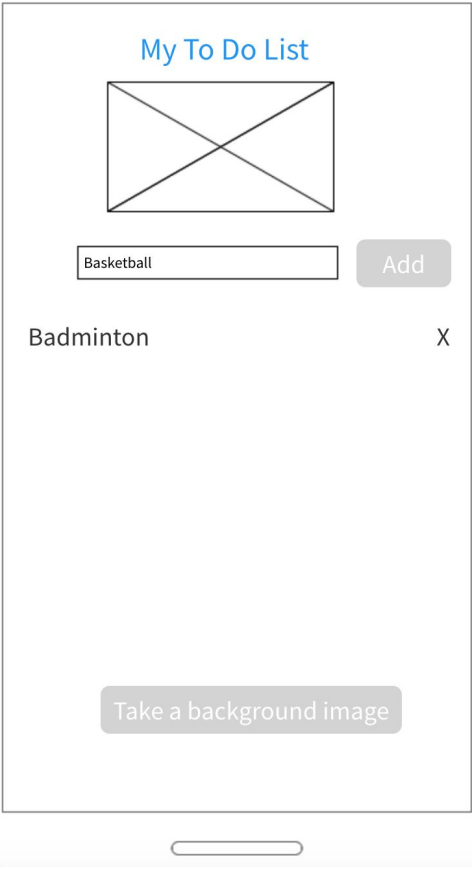 My To Do List
Basketball
Add
Badminton
X
Take a background image